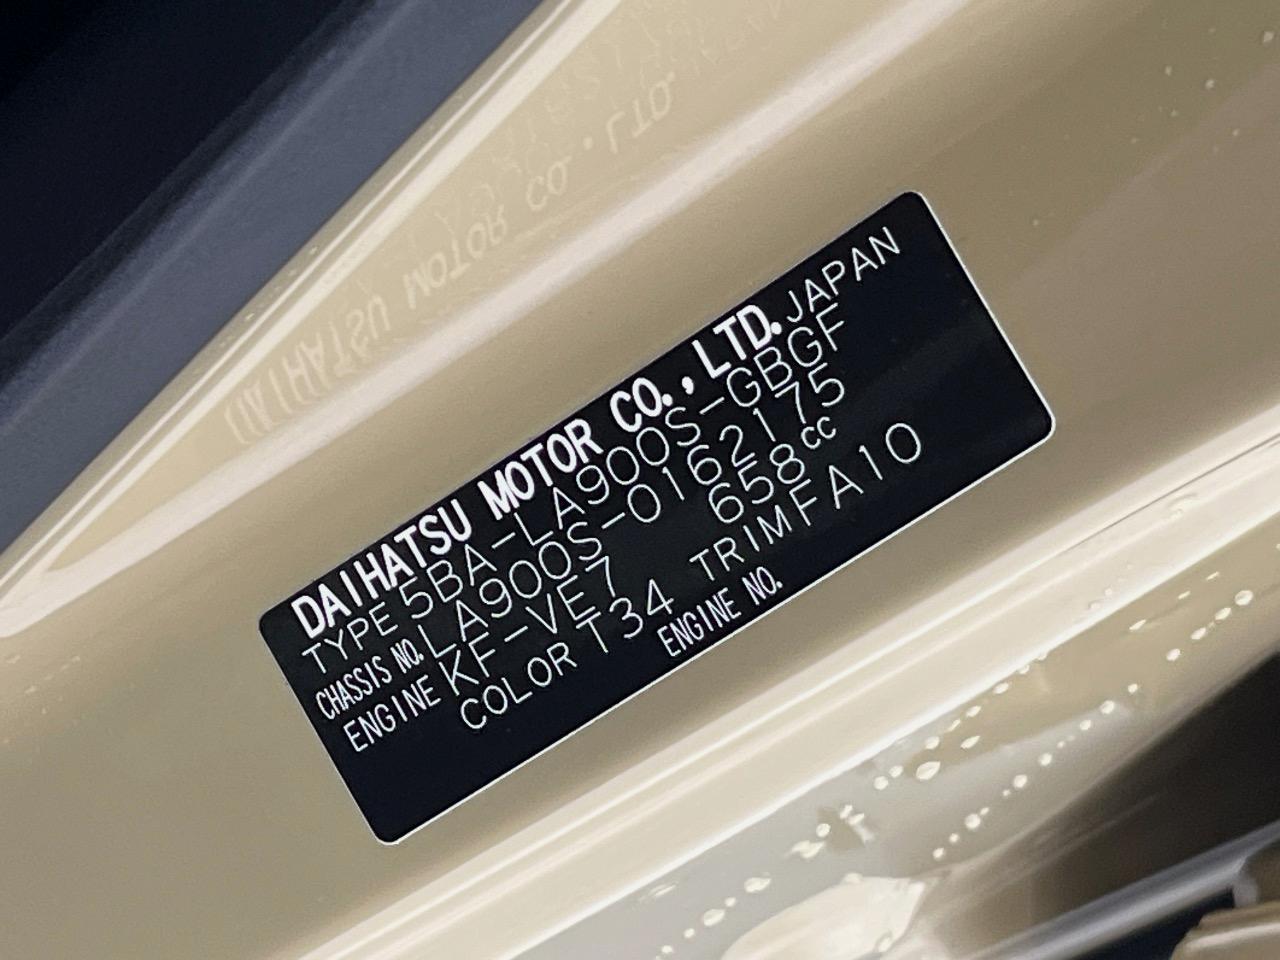 DAIHATSU MOTOR CO., LTD. JAPAN
TYPE 5BA-LA900S-GBGF
CHASSIS NO. LA900S-0162175
ENGINE KF-VE7 658cc
COLOR T34 TRIM FA10
ENGINE NO.